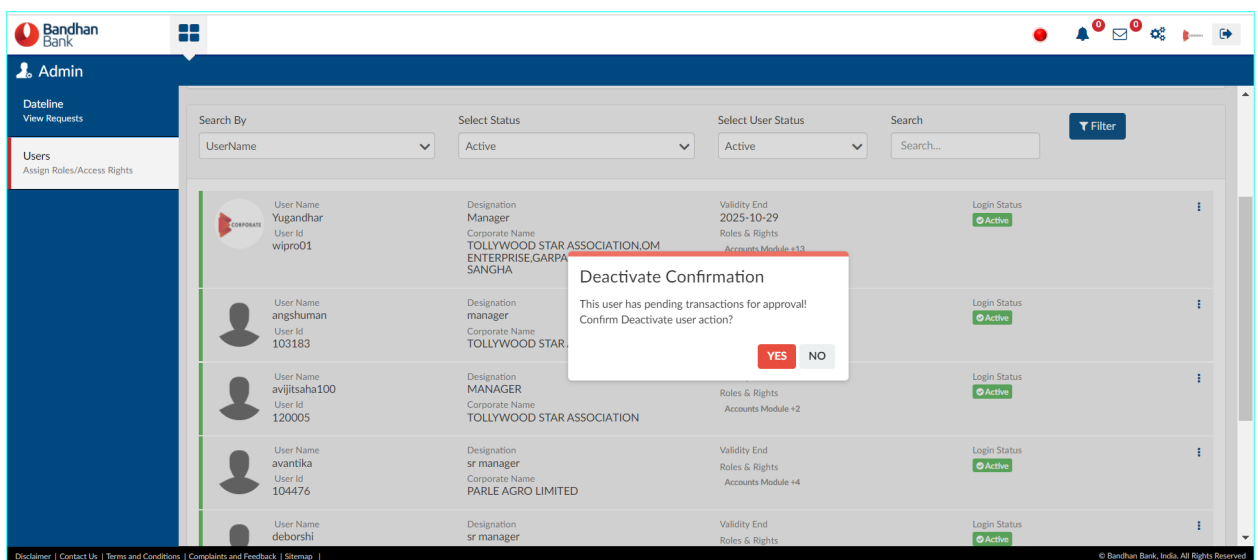 Bandhan
Bank
0
0
Admin
Dateline
View Requests
Users
Assign Roles/Access Rights
Search By
Select Status
Select User Status
Search
UserName
Active
Active
Search...
Filter
CORPORATE
User Name
Yugandhar
User Id
wipro01
Designation
Manager
Corporate Name
TOLLYWOOD STAR ASSOCIATION,OM
ENTERPRISE,GARPA
SANGHA
Validity End
2025-10-29
Roles & Rights
Accounts Module +13
Login Status
Active
Deactivate Confirmation
This user has pending transactions for approval!
Confirm Deactivate user action?
YES
NO
User Name
angshuman
User Id
103183
Designation
manager
Corporate Name
TOLLYWOOD STAR
Login Status
Active
User Name
avijitsaha100
User Id
120005
Designation
MANAGER
Corporate Name
TOLLYWOOD STAR ASSOCIATION
Roles & Rights
Accounts Module +2
Login Status
Active
User Name
avantika
User Id
104476
Designation
sr manager
Corporate Name
PARLE AGRO LIMITED
Validity End
Roles & Rights
Accounts Module +4
Login Status
Active
User Name
deborshi
Designation
sr manager
Validity End
Roles & Rights
Login Status
Active
Disclaimer | Contact Us | Terms and Conditions | Complaints and Feedback | Sitemap |
© Bandhan Bank, India. All Rights Reserved